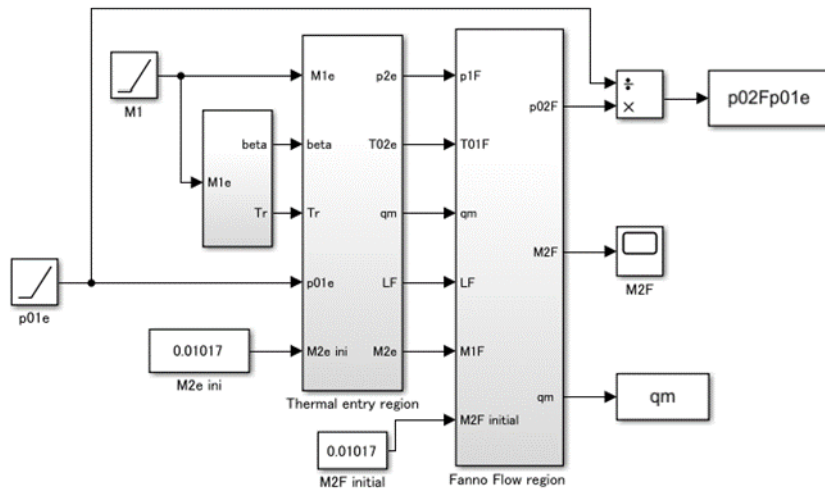 M1
M1e
beta
Tr
p01e
0.01017
M2e ini
M1e
beta
Tr
p01e
M2e ini
p2e
T02e
qm
LF
M2e
Thermal entry region
0.01017
M2F initial
p1F
T01F
qm
LF
M1F
M2F initial
p02F
M2F
qm
Fanno Flow region
÷
×
p02Fp01e
M2F
qm